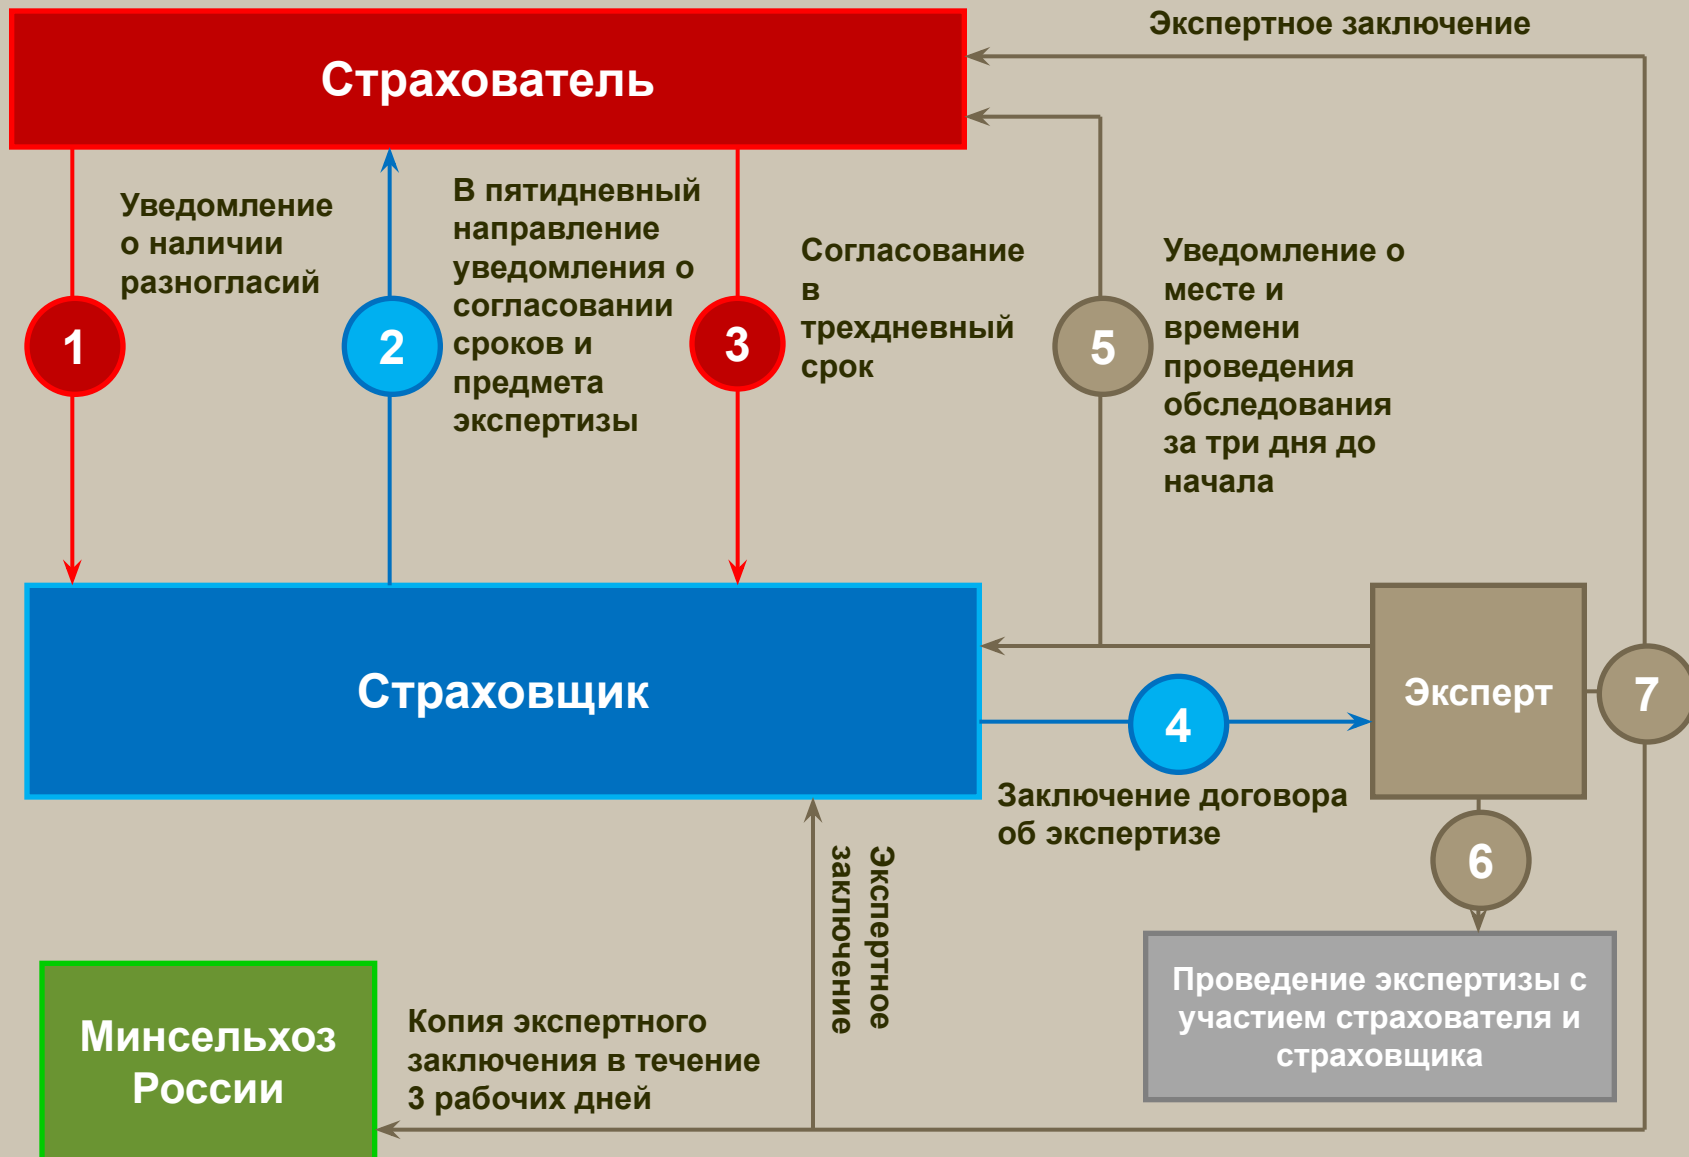 Экспертное заключение
Страхователь
Уведомление
о наличии
разногласий
1
В пятидневный
направление
уведомления о
согласовании
сроков и
предмета
экспертизы
2
Согласование
в
трехдневный
срок
3
Уведомление о
месте и
времени
проведения
обследования
за три дня до
начала
5
Страховщик
Эксперт
7
4
Заключение договора
об экспертизе
6
Экспертное
заключение
Проведение экспертизы с
участием страхователя и
страховщика
Минсельхоз
России
Копия экспертного
заключения в течение
3 рабочих дней